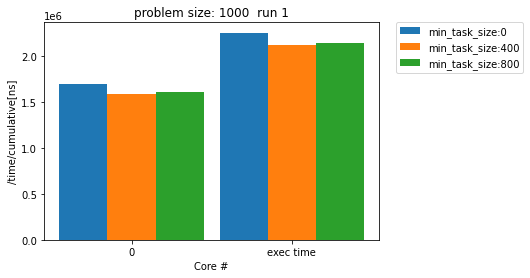 problem size: 1000  run 1
1e6
2.0
1.5
1.0
0.5
0.0
/time/cumulative[ns]
0
exec time
Core #
min_task_size:0
min_task_size:400
min_task_size:800